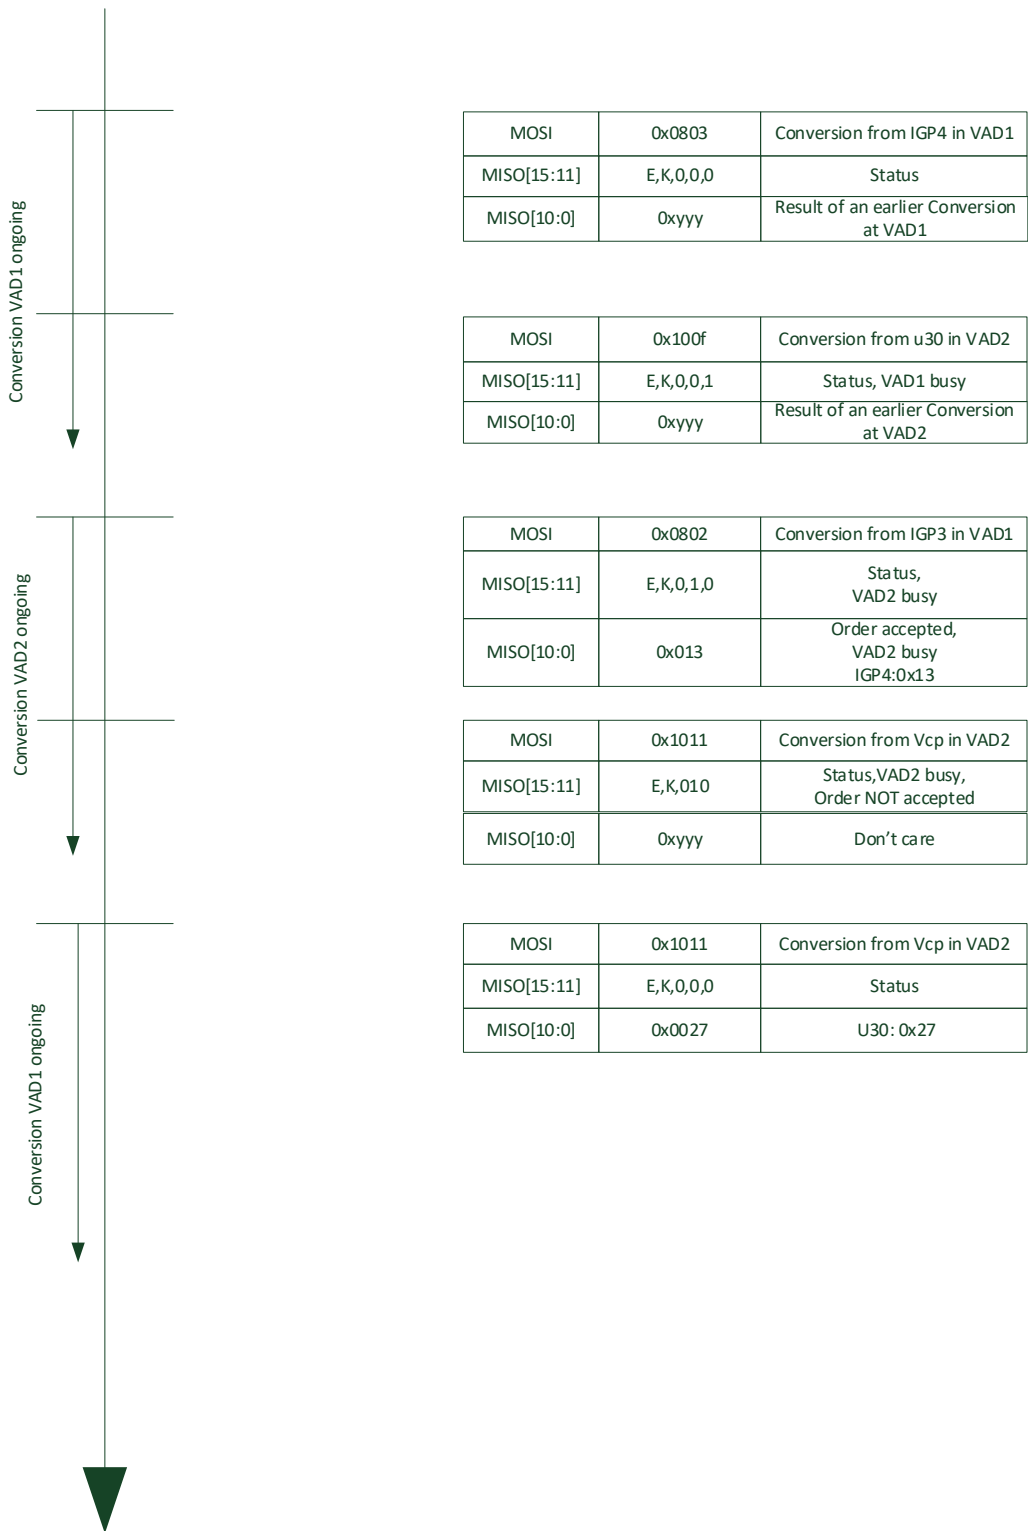 Conversion VAD1 ongoing
MOSI 0x0803 Conversion from IGP4 in VAD1
MISO[15:11] E,K,0,0,0 Status
MISO[10:0] 0xyyy Result of an earlier Conversion
at VAD1
MOSI 0x100f Conversion from u30 in VAD2
MISO[15:11] E,K,0,0,1 Status, VAD1 busy
MISO[10:0] 0xyyy Result of an earlier Conversion
at VAD2
Conversion VAD2 ongoing
MOSI 0x0802 Conversion from IGP3 in VAD1
MISO[15:11] E,K,0,1,0 Status,
VAD2 busy
MISO[10:0] 0x013 Order accepted,
VAD2 busy
IGP4:0x13
MOSI 0x1011 Conversion from Vcp in VAD2
MISO[15:11] E,K,010 Status,VAD2 busy,
Order NOT accepted
MISO[10:0] 0xyyy Don’t care
Conversion VAD1 ongoing
MOSI 0x1011 Conversion from Vcp in VAD2
MISO[15:11] E,K,0,0,0 Status
MISO[10:0] 0x0027 U30: 0x27